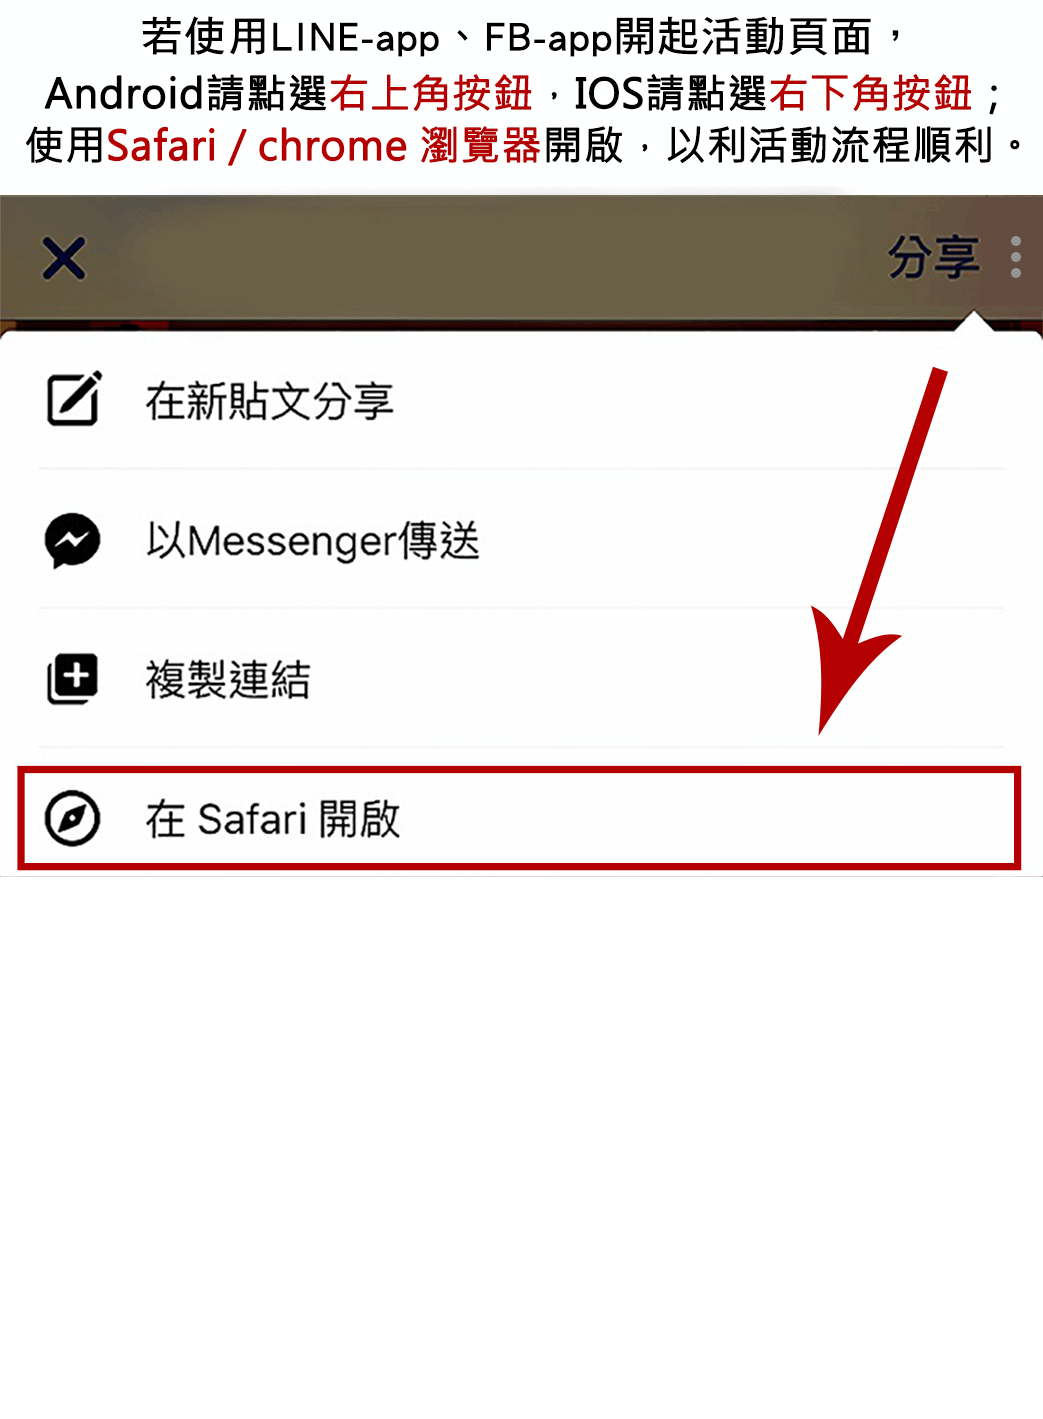 若使用LINE-app、FB-app開起活動頁面，
Android請點選右上角按鈕，IOS請點選右下角按鈕；
使用Safari / chrome 瀏覽器開啟，以利活動流程順利。
分享
在新貼文分享
以Messenger傳送
複製連結
在 Safari 開啟